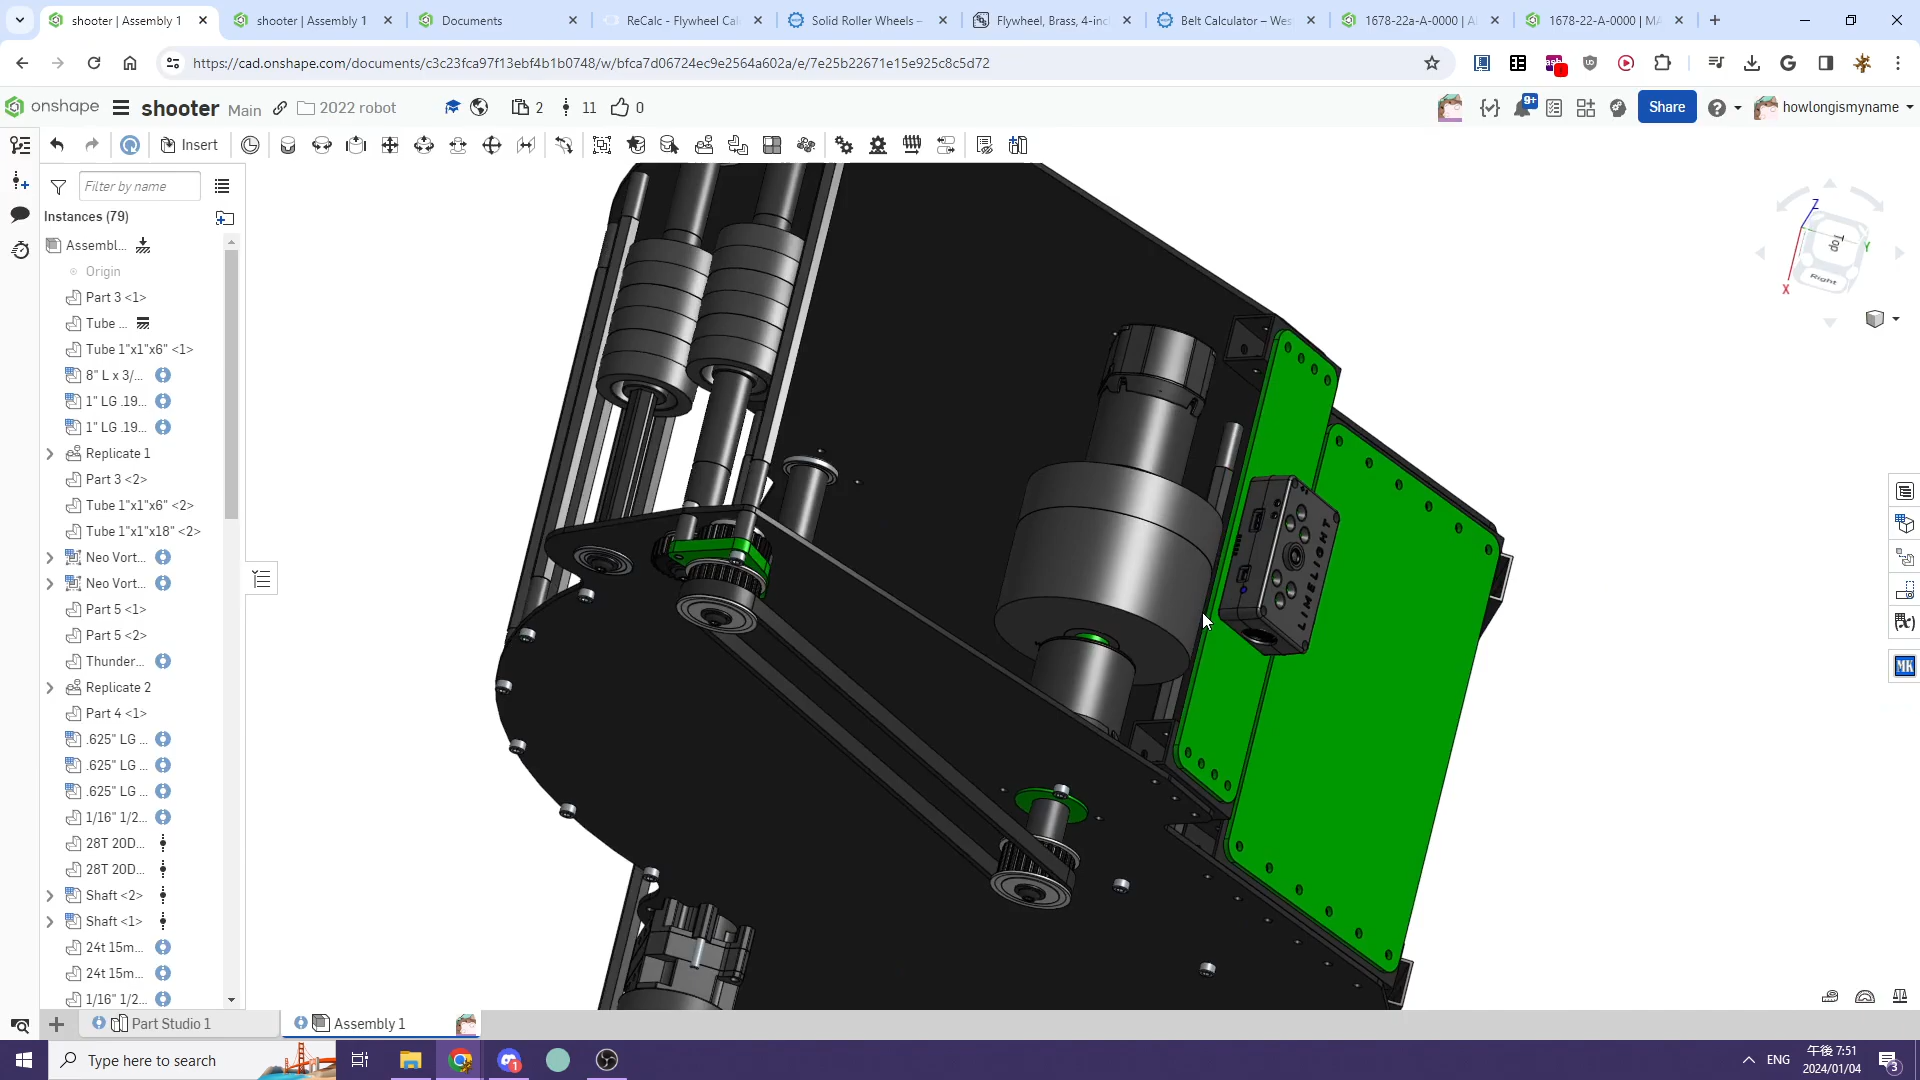 shooter | Assembly 1
shooter | Assembly 1
Documents
ReCalc - Flywheel Cal
Solid Roller Wheels –
Flywheel, Brass, 4-inc
Belt Calculator – Wes
1678-22a-A-0000 | A
1678-22-A-0000 | MA
https://cad.onshape.com/documents/c3c23fca97f13ebf4b1b0748/w/bfca7d06724ec9e2564a602a/e/7e25b22671e15e925c8c5d72
onshape
shooter Main
2022 robot
2
11
0
9+
Share
howlongismyname
Insert
Filter by name
Instances (79)
Assembl...
Origin
Part 3 <1>
Tube ...
Tube 1"x1"x6" <1>
8" L x 3/...
1" LG .19...
1" LG .19...
Replicate 1
Part 3 <2>
Tube 1"x1"x6" <2>
Tube 1"x1"x18" <2>
Neo Vort...
Neo Vort...
Part 5 <1>
Part 5 <2>
Thunder...
Replicate 2
Part 4 <1>
.625" LG ...
.625" LG ...
.625" LG ...
1/16" 1/2...
28T 20D...
28T 20D...
Shaft <2>
Shaft <1>
24t 15m...
24t 15m...
1/16" 1/2...
LIMELIGHT
Z
Top
Y
Right
X
(x)
MK
Part Studio 1
Assembly 1
Type here to search
1
ENG
午後 7:51
2024/01/04
3